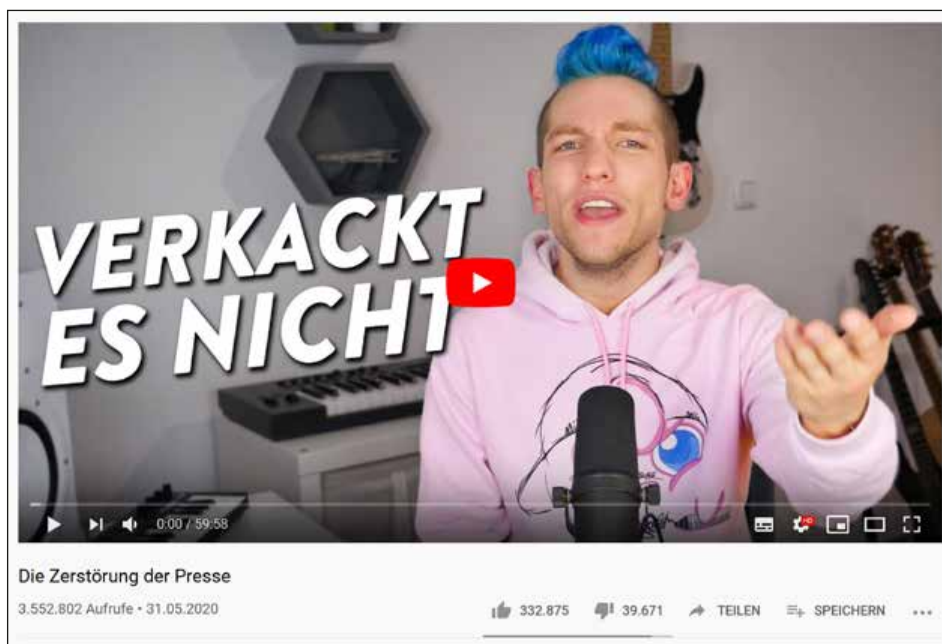 VERKACKT
ES NICHT
0:00 / 59:58
HD
Die Zerstörung der Presse
3.552.802 Aufrufe • 31.05.2020
332.875 39.671 TEILEN SPEICHERN